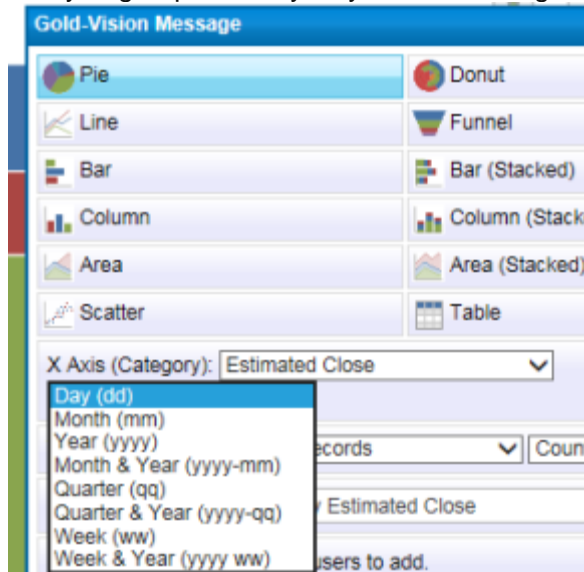 Gold-Vision Message
Pie
Donut
Line
Funnel
Bar
Bar (Stacked)
Column
Column (Stack
Area
Area (Stacked)
Scatter
Table
X Axis (Category): Estimated Close
Day (dd)
Month (mm)
Year (yyyy)
ecords
Coun
Month & Year (yyyy-mm)
Quarter (qq)
Quarter & Year (yyyy-qq)
y Estimated Close
Week (ww)
Week & Year (yyyy ww)
users to add.